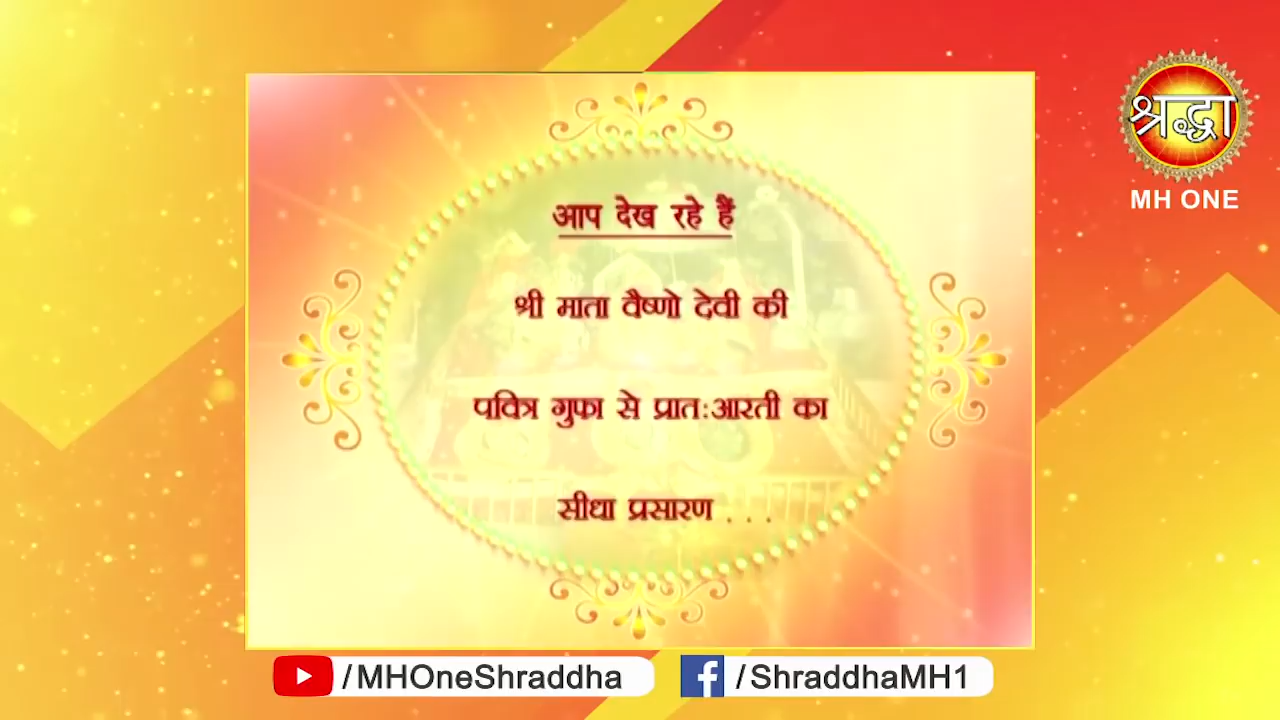 श्रद्धा
MH ONE
आप देख रहे हैं
श्री माता वैष्णो देवी की
पवित्र गुफा से प्रातःआरती का
सीधा प्रसारण . . .
/MHOneShraddha
/ShraddhaMH1